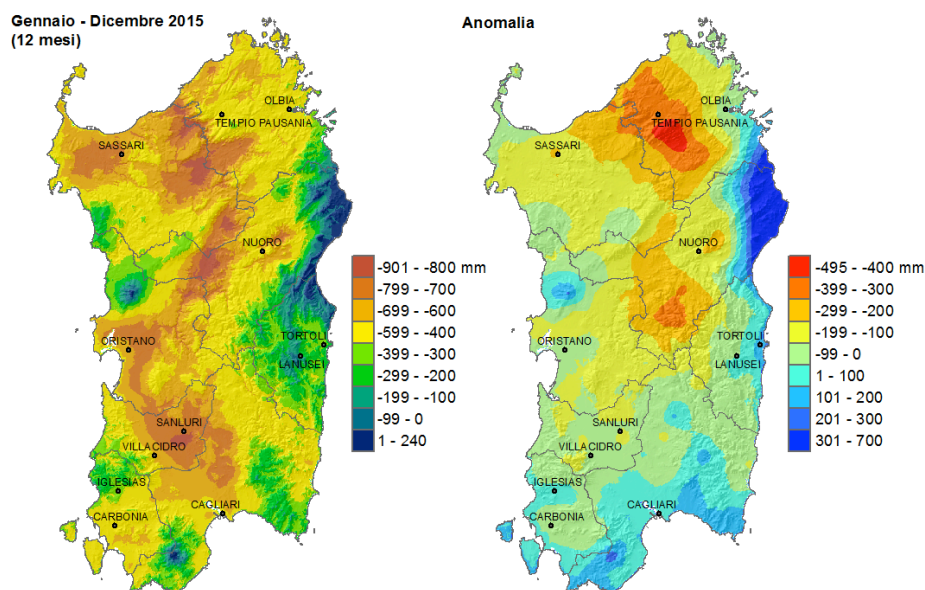 Gennaio - Dicembre 2015
(12 mesi)
OLBIA
TEMPIO PAUSANIA
SASSARI
NUORO
ORISTANO
TORTOLI
LANUSEI
SANLURI
VILLACIDRO
IGLESIAS
CARBONIA
CAGLIARI
-901 - -800 mm
-799 - -700
-699 - -600
-599 - -400
-399 - -300
-299 - -200
-199 - -100
-99 - 0
1 - 240
Anomalia
OLBIA
TEMPIO PAUSANIA
SASSARI
NUORO
ORISTANO
TORTOLI
LANUSEI
SANLURI
VILLACIDRO
IGLESIAS
CARBONIA
CAGLIARI
-495 - -400 mm
-399 - -300
-299 - -200
-199 - -100
-99 - 0
1 - 100
101 - 200
201 - 300
301 - 700